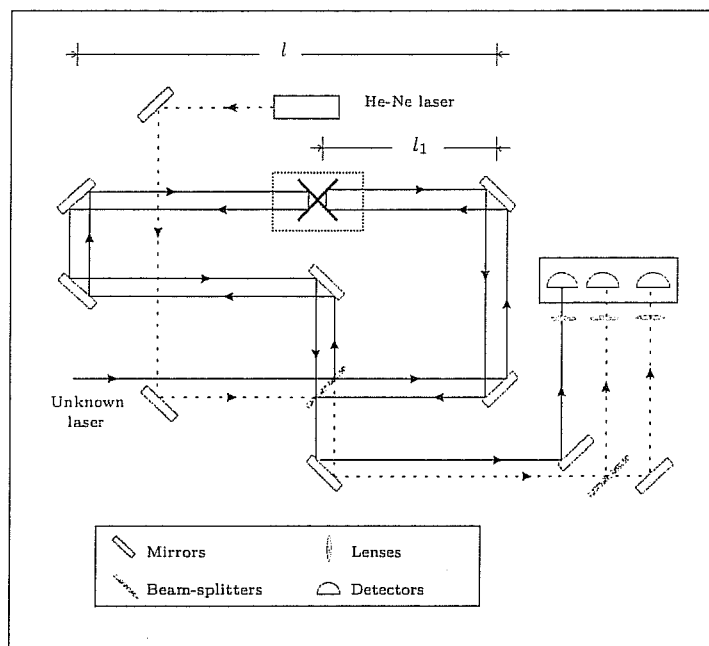 l
He-Ne laser
l₁
Unknown
laser
Mirrors
Lenses
Beam-splitters
Detectors